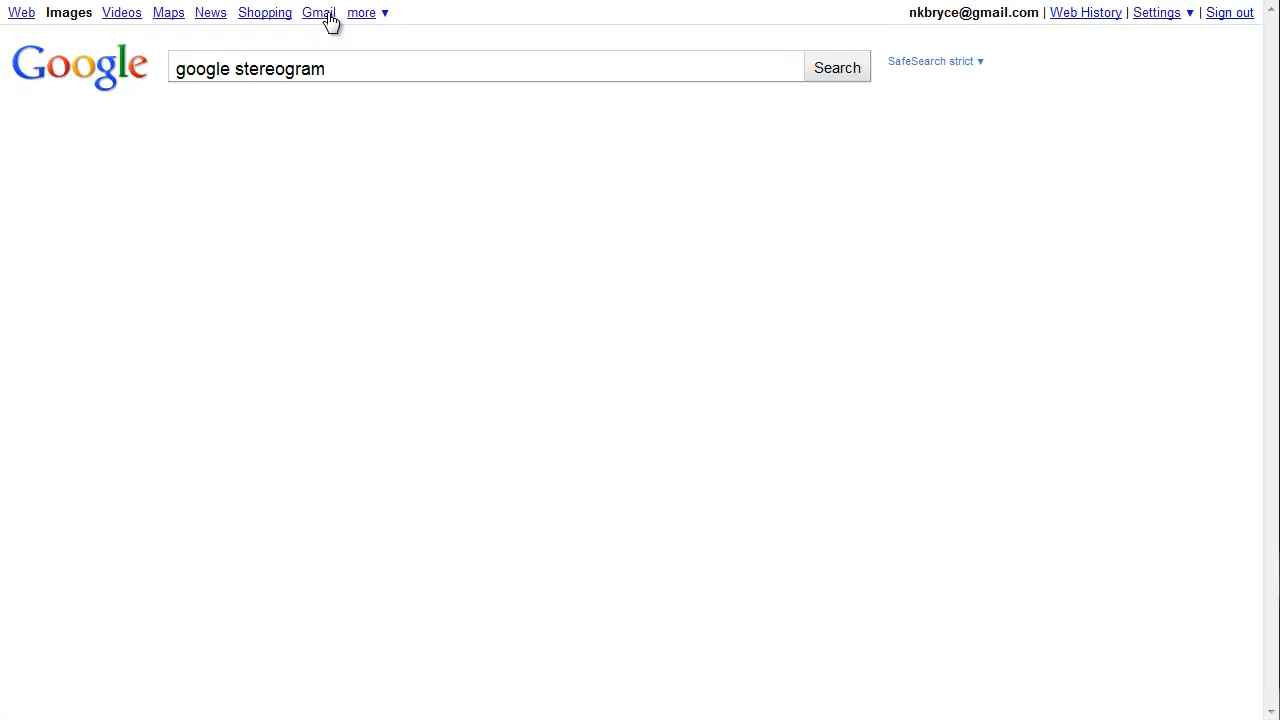 Web Images Videos Maps News Shopping Gmail more ▼ nkbryce@gmail.com | Web History | Settings ▼ | Sign out
Google google stereogram Search SafeSearch strict ▼